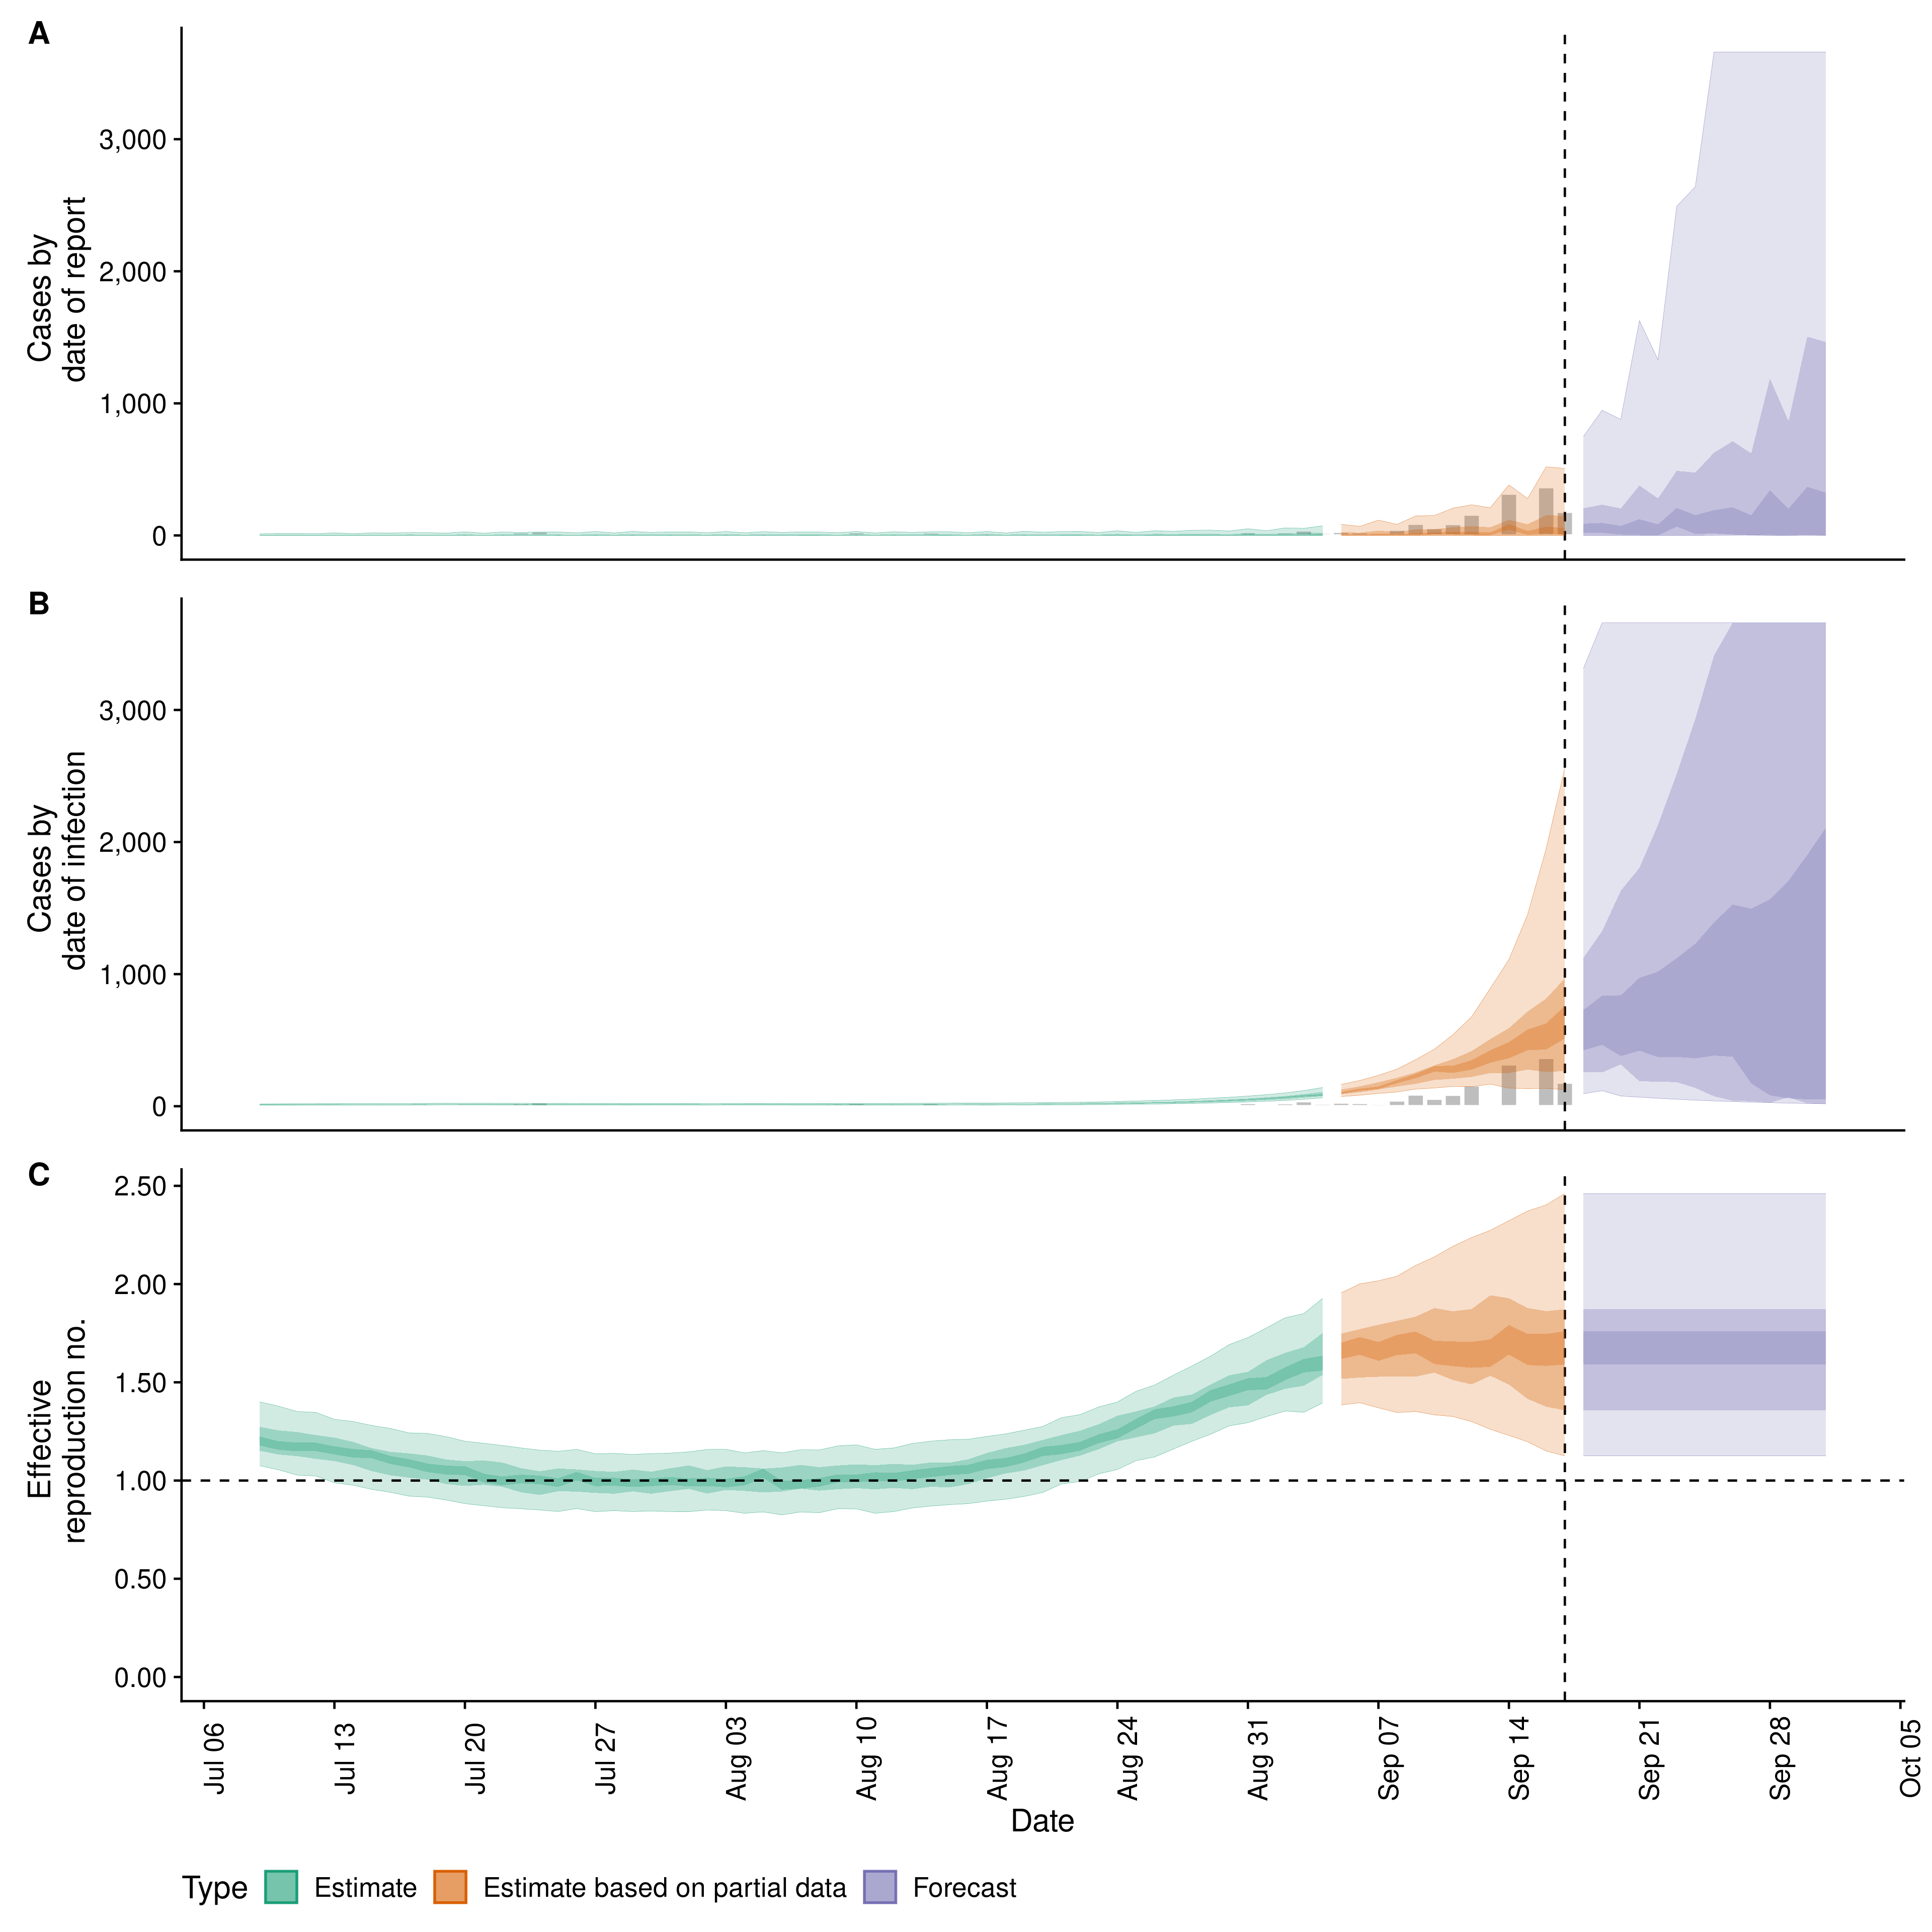 A
Cases by
date of report
3,000
2,000
1,000
0
B
Cases by
date of infection
3,000
2,000
1,000
0
C
Effective
reproduction no.
2.50
2.00
1.50
1.00
0.50
0.00
Jul 06
Jul 13
Jul 20
Jul 27
Aug 03
Aug 10
Aug 17
Aug 24
Aug 31
Sep 07
Sep 14
Sep 21
Sep 28
Oct 05
Date
Type Estimate Estimate based on partial data Forecast